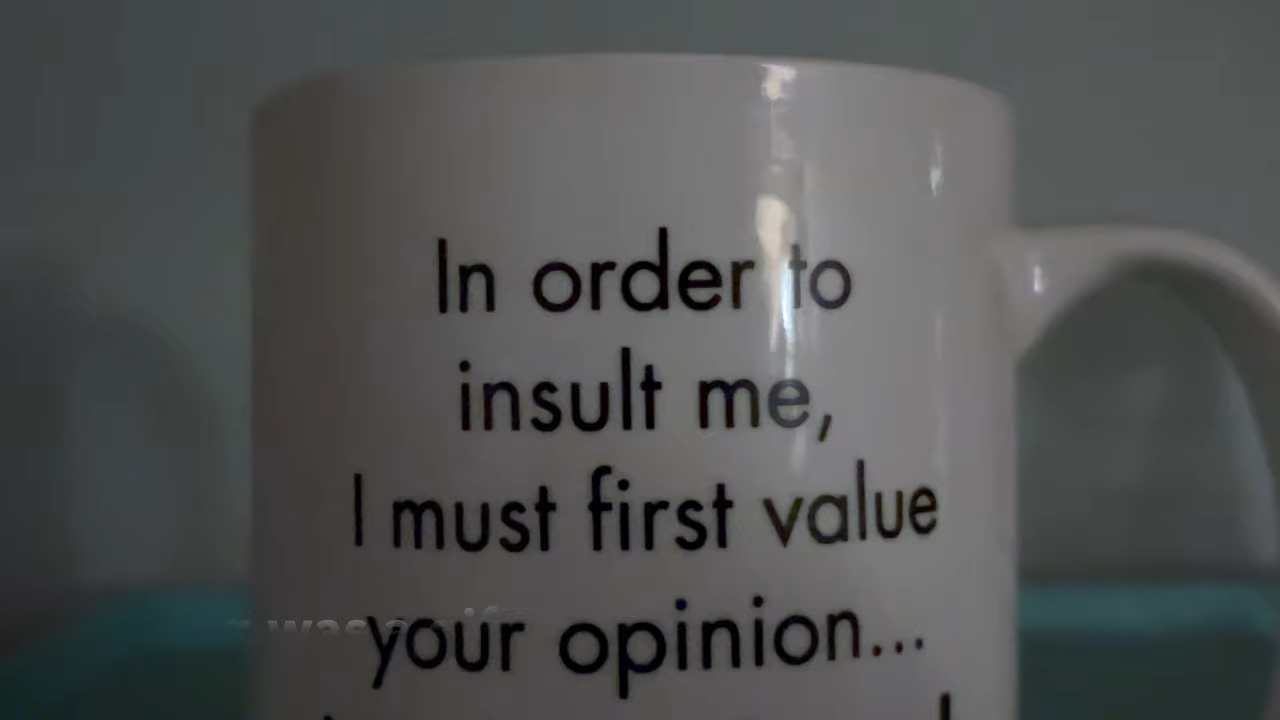 In order to
insult me,
I must first value
your opinion...